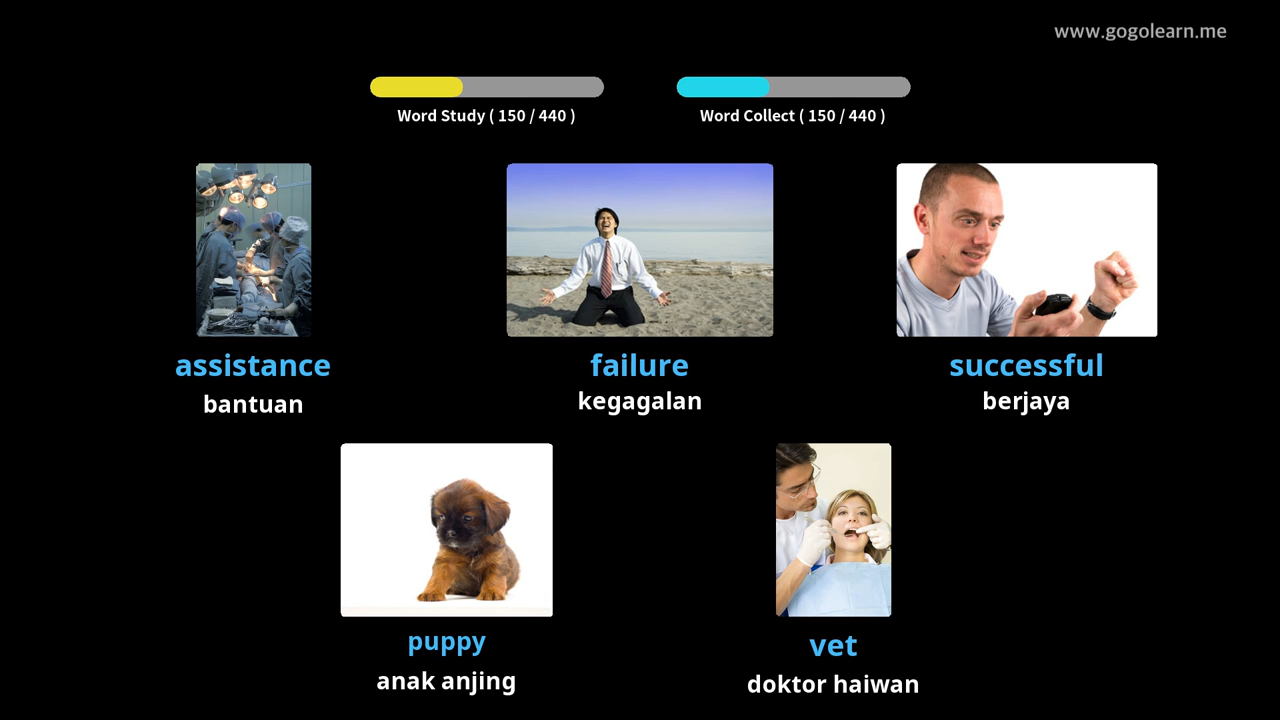 www.gogolearn.me
Word Study ( 150 / 440 )
Word Collect ( 150 / 440 )
assistance
bantuan
failure
kegagalan
successful
berjaya
puppy
anak anjing
vet
doktor haiwan